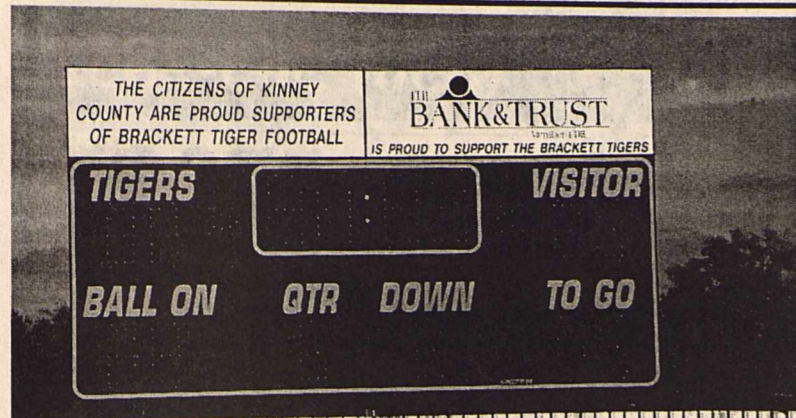 THE CITIZENS OF KINNEY
COUNTY ARE PROUD SUPPORTERS
OF BRACKETT TIGER FOOTBALL
THE
BANK&TRUST
IS PROUD TO SUPPORT THE BRACKETT TIGERS
TIGERS
VISITOR
BALL ON QTR DOWN TO GO